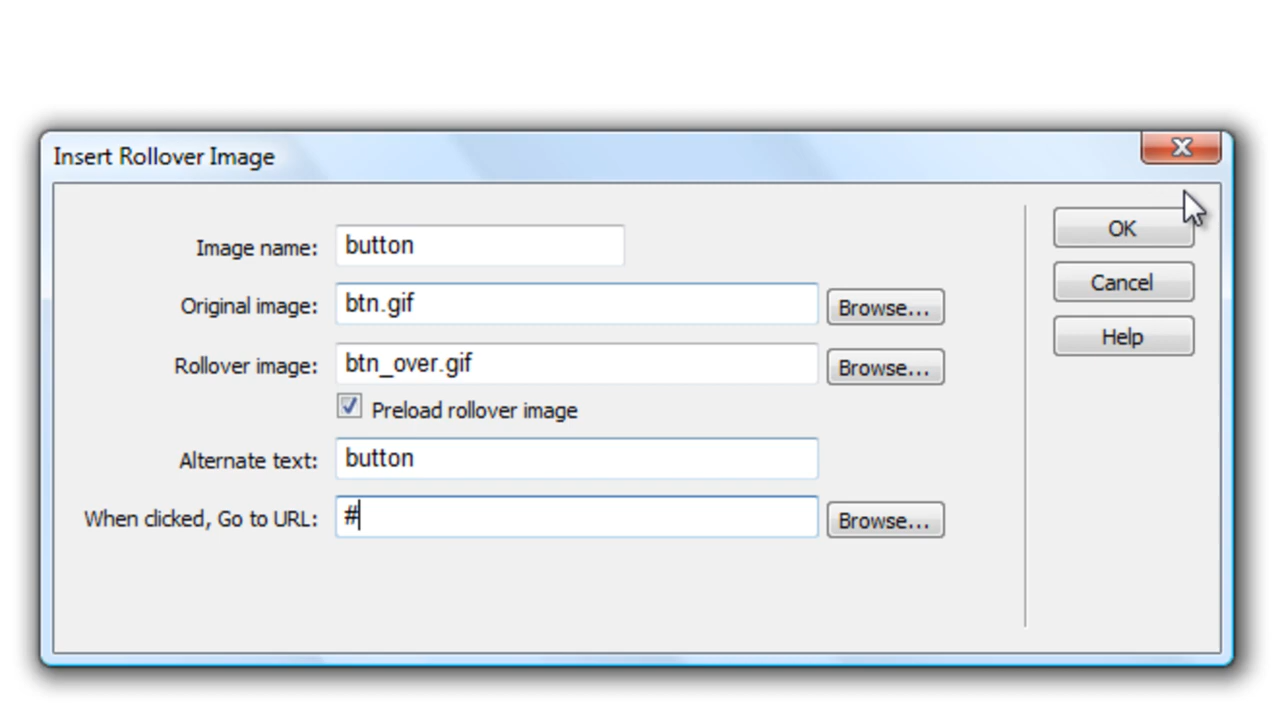 Insert Rollover Image
Image name: button
OK
Original image: btn.gif Browse...
Cancel
Rollover image: btn_over.gif Browse...
Help
Preload rollover image
Alternate text: button
When clicked, Go to URL: # Browse...